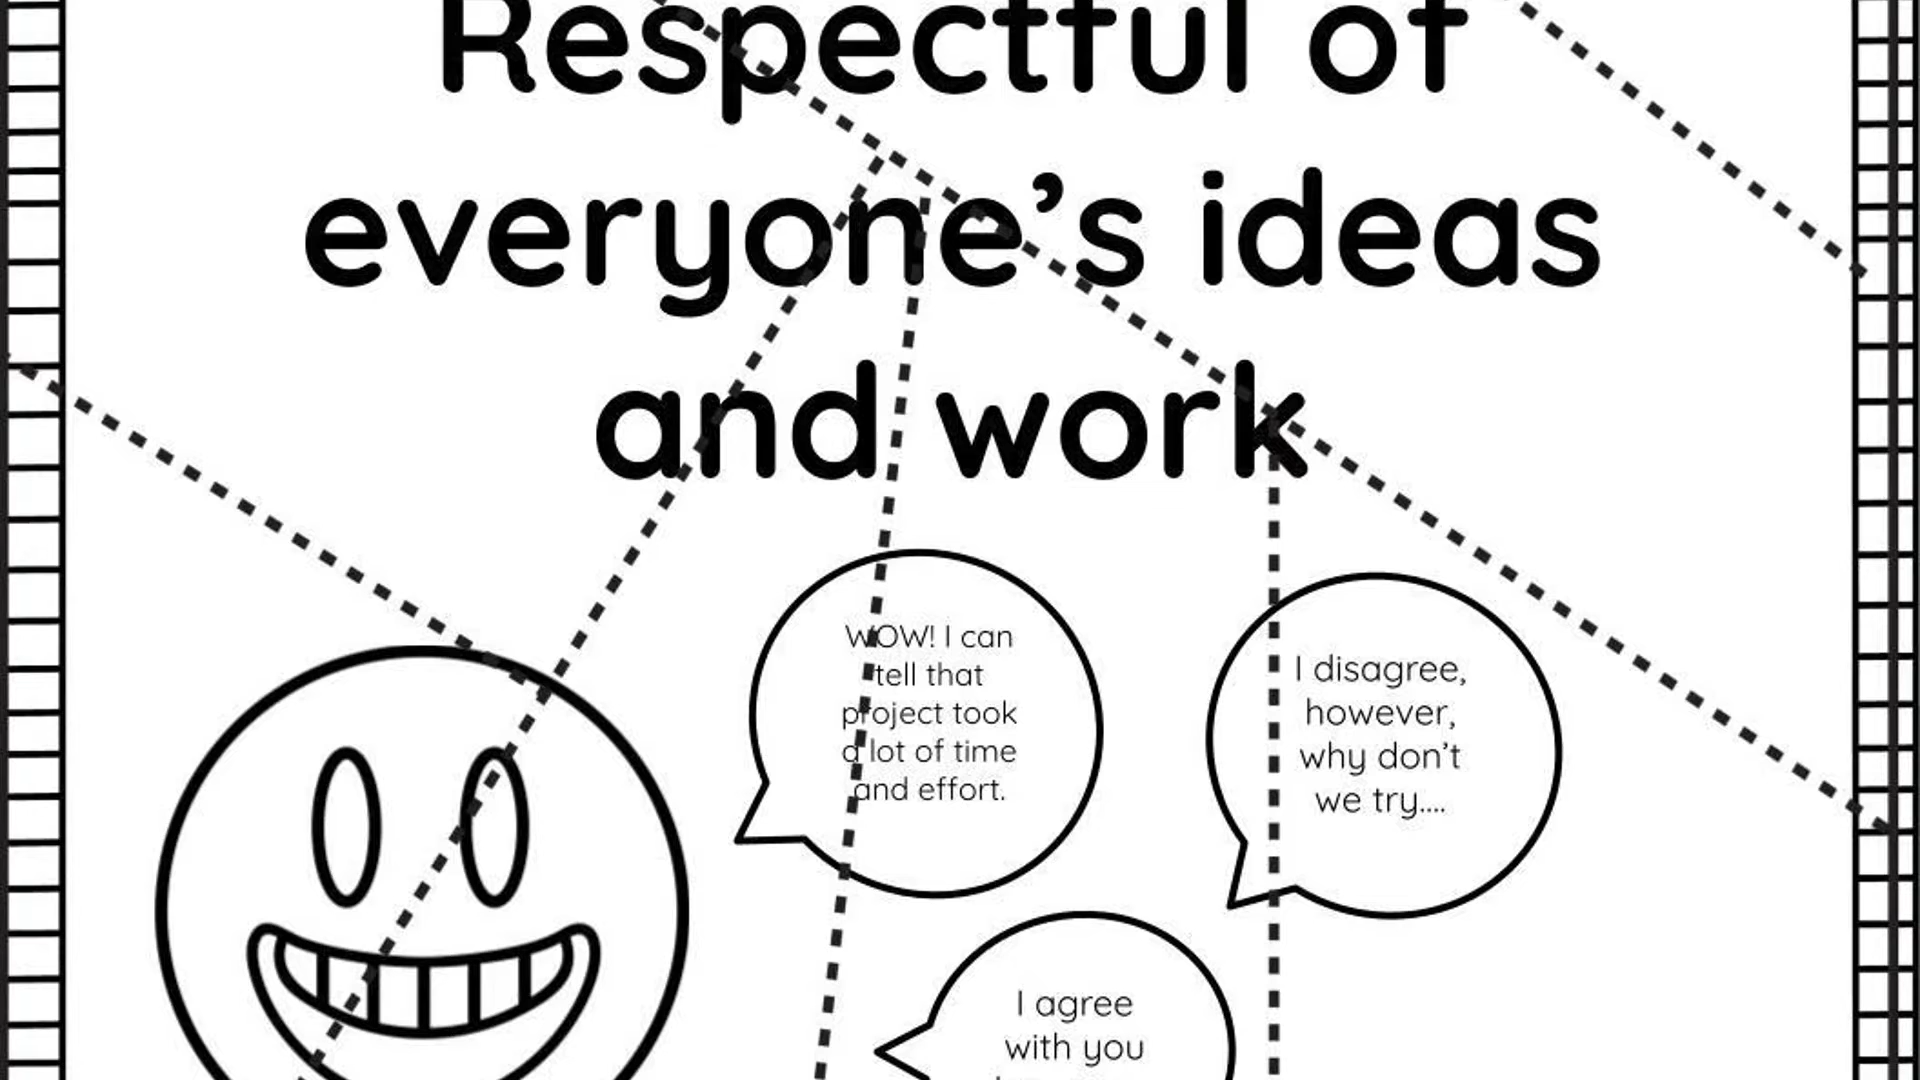 Respectful of
everyone's ideas
and work
WOW! I can
tell that
project took
a lot of time
and effort.
I disagree,
however,
why don't
we try....
I agree
with you